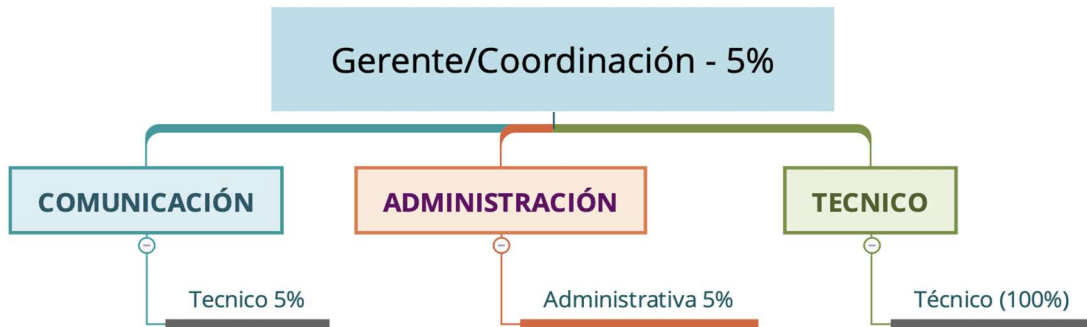 Gerente/Coordinación - 5%
COMUNICACIÓN
ADMINISTRACIÓN
TECNICO
Tecnico 5%
Administrativa 5%
Técnico (100%)